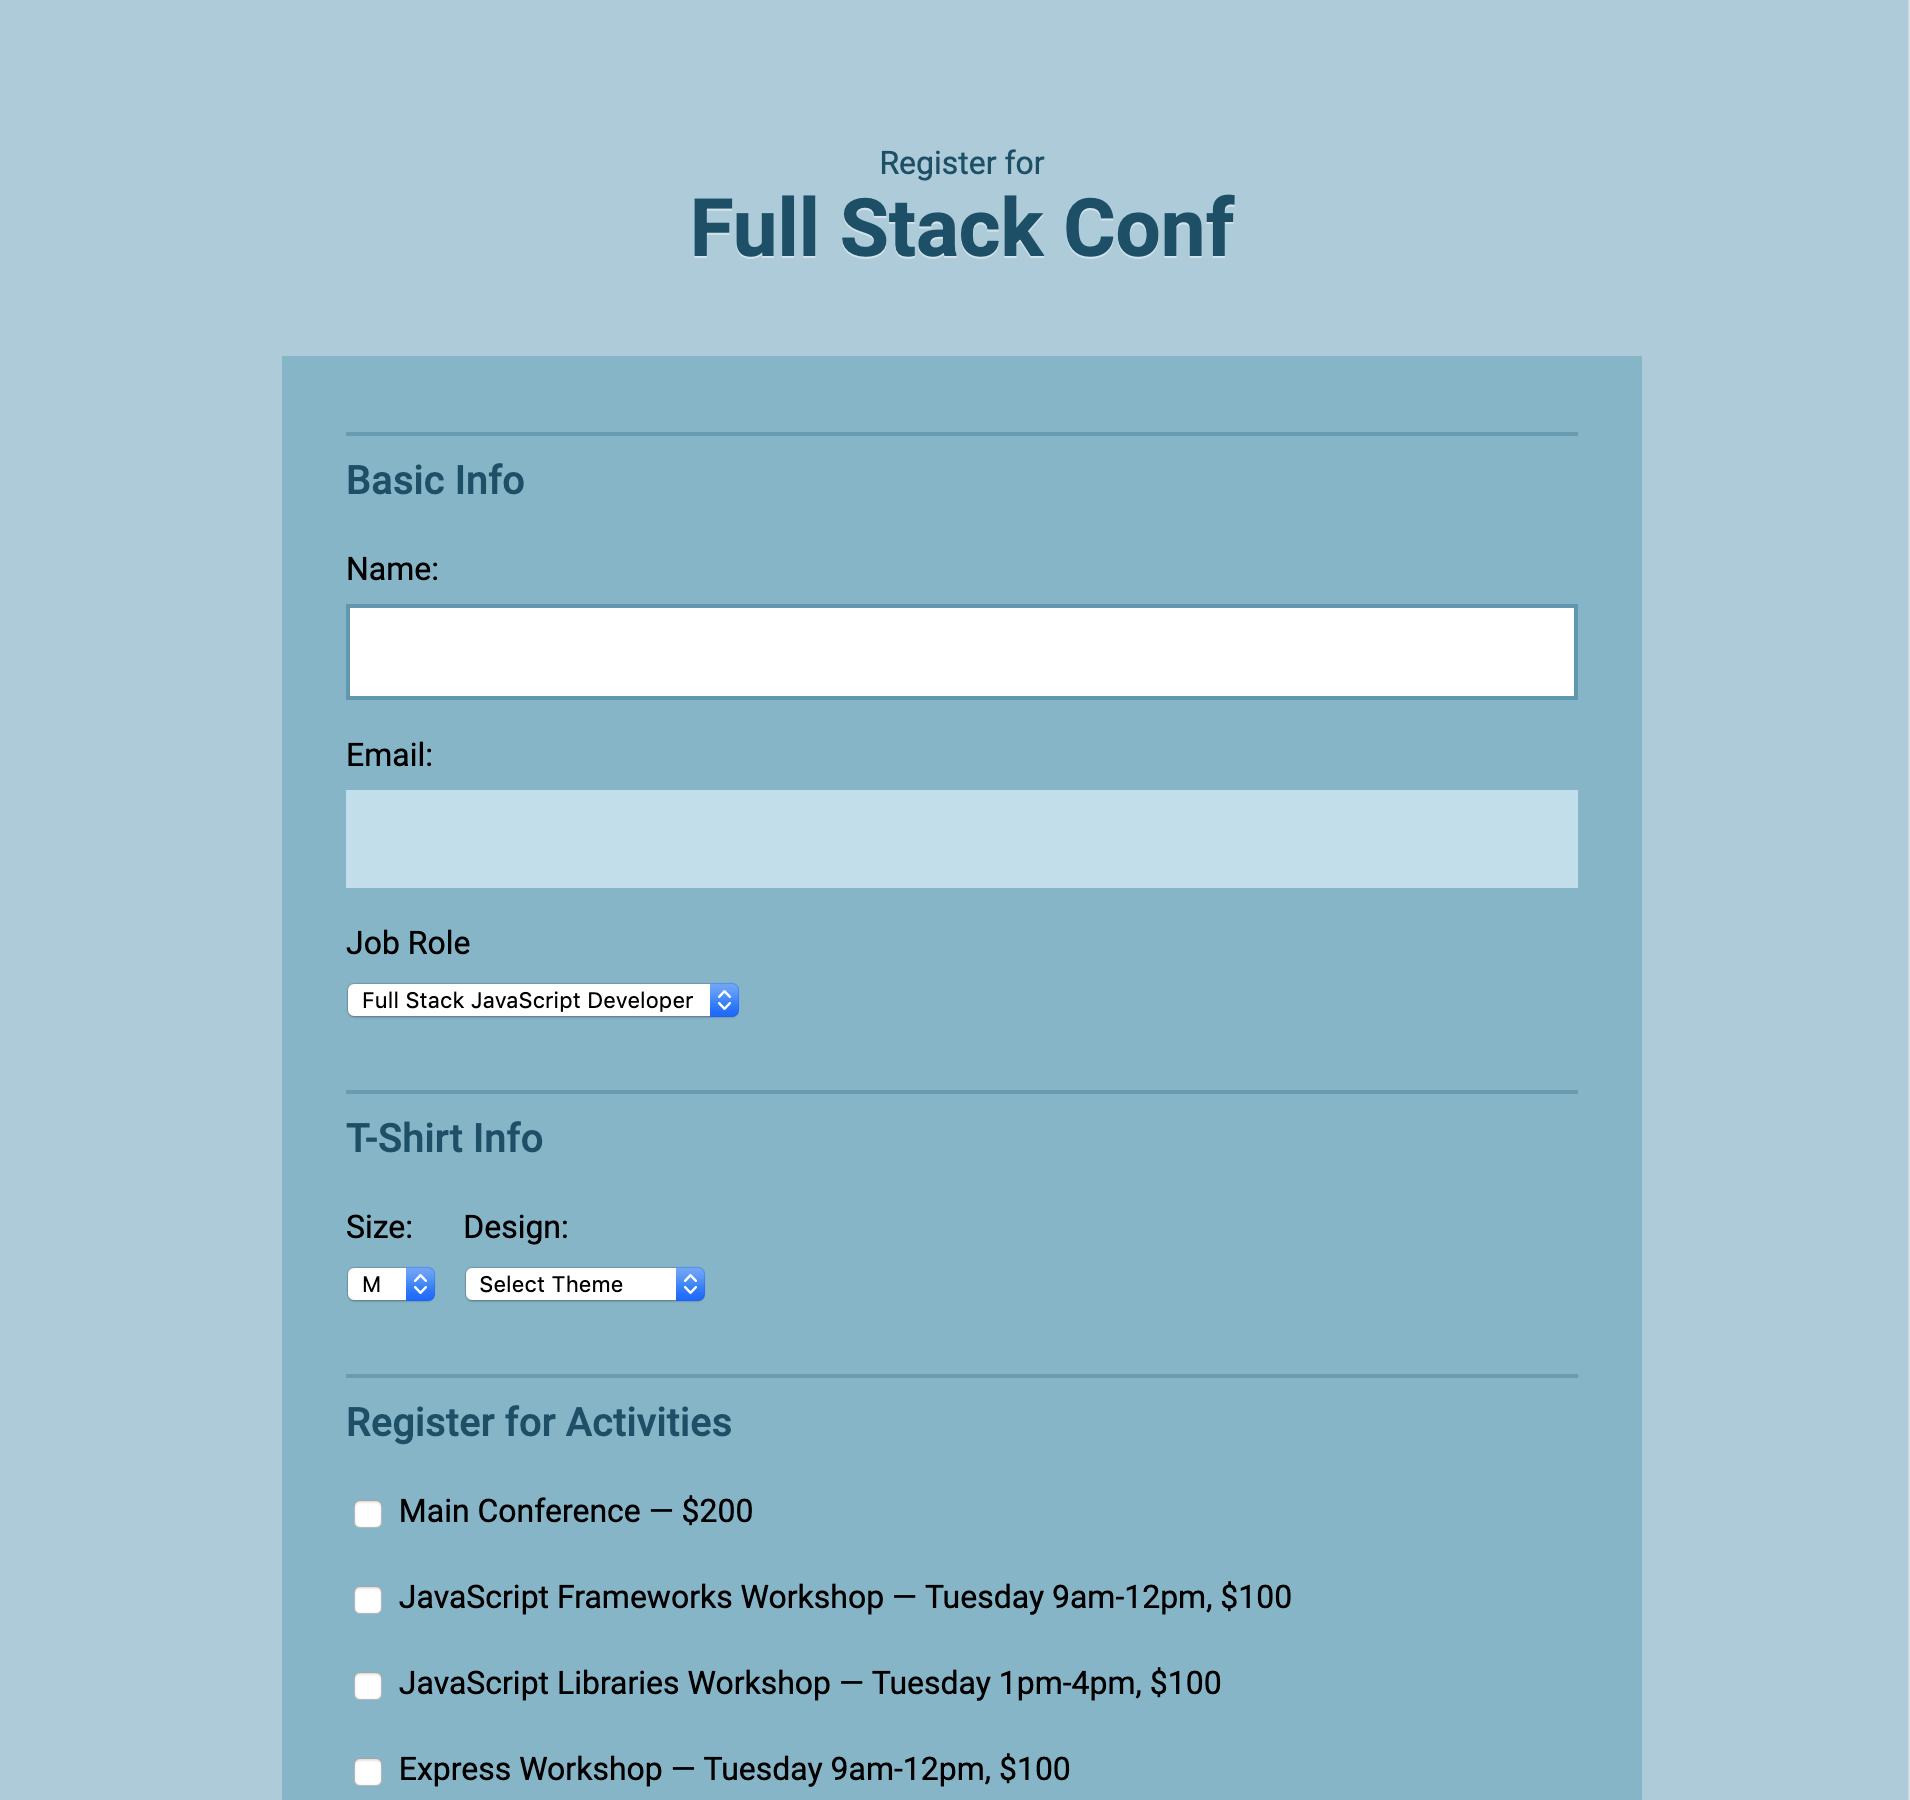 Register for
Full Stack Conf
Basic Info
Name:
Email:
Job Role
Full Stack JavaScript Developer
T-Shirt Info
Size: Design:
M Select Theme
Register for Activities
Main Conference — $200
JavaScript Frameworks Workshop — Tuesday 9am-12pm, $100
JavaScript Libraries Workshop — Tuesday 1pm-4pm, $100
Express Workshop — Tuesday 9am-12pm, $100